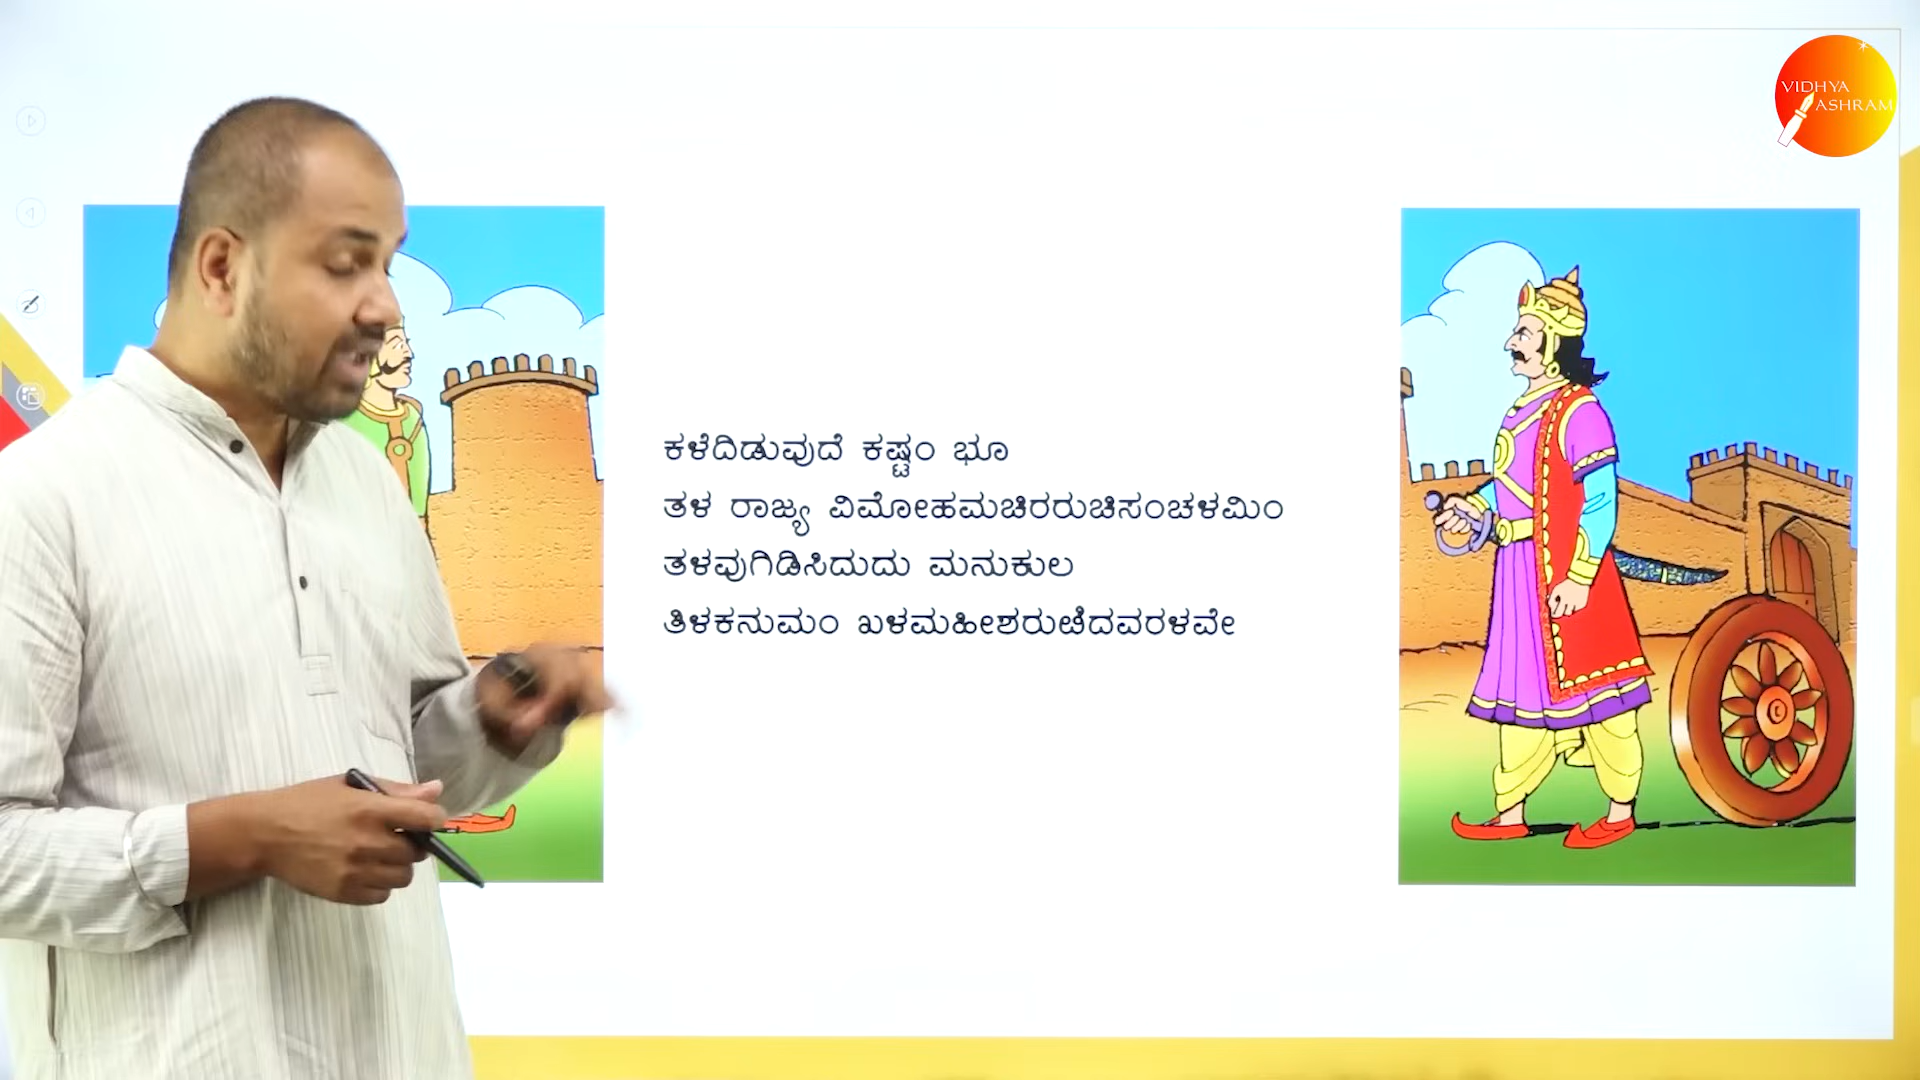 VIDHYA
ASHRAM
ಕಳೆದಿಡುವುದೆ ಕಷ್ಟಂ ಭೂ
ತಳ ರಾಜ್ಯ ವಿಮೋಹಮಚಿರರುಚಿಸಂಚಳಮಿಂ
ತಳವುಗಿಡಿಸಿದುದು ಮನುಕುಲ
ತಿಳಕನುಮಂ ಖಳಮಹೀಶರುೞಿದವರಳವೇ